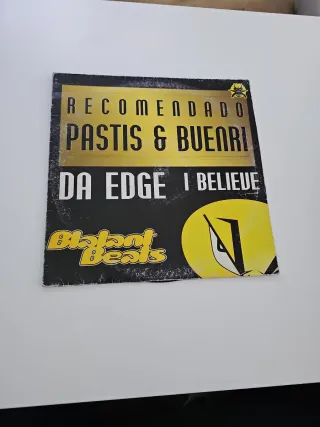 RECOMENDADO
PASTIS & BUENRI
DA EDGE I BELIEVE
Blatant
Beats